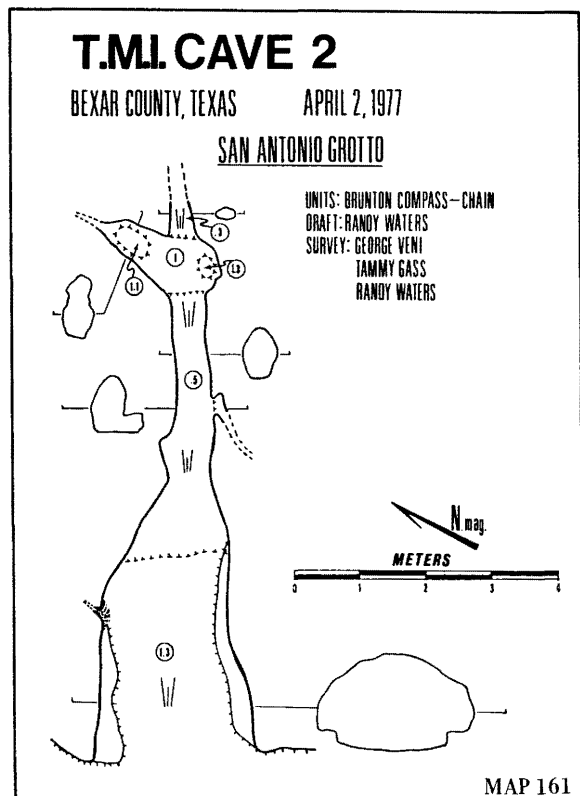 T.M.I. CAVE 2
BEXAR COUNTY, TEXAS APRIL 2, 1977
SAN ANTONIO GROTTO
UNITS: BRUNTON COMPASS-CHAIN
DRAFT: RANDY WATERS
SURVEY: GEORGE VENI
TAMMY GASS
RANDY WATERS
.3
1
1.1
.5
N mag.
METERS
0 1 2 3 4
1.3
MAP 161